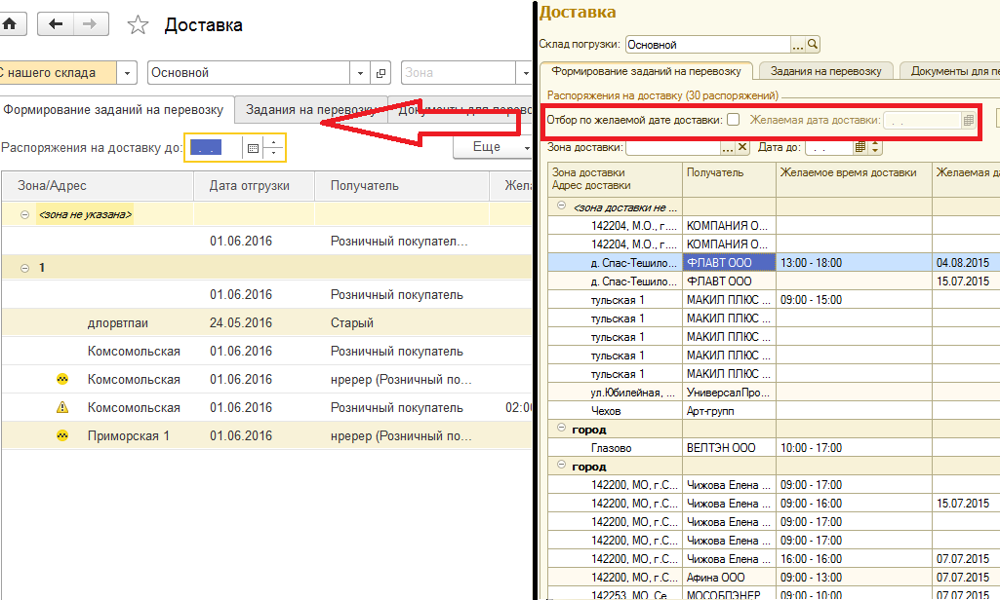 Доставка
С нашего склада
Основной
Зона
Формирование заданий на перевозку
Задания на перевозку
Документы для перево
Распоряжения на доставку до:
. .
Еще
Зона/Адрес
Дата отгрузки
Получатель
Жела
<зона не указана>
01.06.2016
Розничный покупател...
1
01.06.2016
Розничный покупатель
длорвтпаи
24.05.2016
Старый
Комсомольская
01.06.2016
Розничный покупатель
Комсомольская
01.06.2016
нререр (Розничный по...
Комсомольская
01.06.2016
Розничный покупатель
02:00
Приморская 1
01.06.2016
нререр (Розничный по...
Доставка
Склад погрузки:
Основной
...
Формирование заданий на перевозку
Задания на перевозку
Документы для пе
Распоряжения на доставку (30 распоряжений)
Отбор по желаемой дате доставки:
Желаемая дата доставки:
. .
Зона доставки:
...
Дата до:
. .
Зона доставки
Адрес доставки
Получатель
Желаемое время доставки
Желаемая да
<зона доставки не ...
142204, М.О., г....
КОМПАНИЯ О...
142204, М.О., г....
КОМПАНИЯ О...
д. Спас-Тешило...
ФЛАВТ ООО
13:00 - 18:00
04.08.2015
д. Спас-Тешило...
ФЛАВТ ООО
15.07.2015
тульская 1
МАКИЛ ПЛЮС ...
09:00 - 15:00
тульская 1
МАКИЛ ПЛЮС ...
тульская 1
МАКИЛ ПЛЮС ...
тульская 1
МАКИЛ ПЛЮС ...
тульская 1
МАКИЛ ПЛЮС ...
ул.Юбилейная, ...
УниверсалПро...
Чехов
Арт-групп
город
Глазово
ВЕЛТЭН ООО
10:00 - 17:00
город
142200, МО, г.С...
Чижова Елена ...
09:00 - 17:00
142200, МО, г.С...
Чижова Елена ...
09:00 - 16:00
15.07.2015
142200, МО, г.С...
Чижова Елена ...
09:00 - 17:00
142200, МО, г.С...
Чижова Елена ...
09:00 - 17:00
142200, МО, г.С...
Чижова Елена ...
16:00 - 16:00
07.07.2015
142200, МО, г.С...
Афина ООО
09:00 - 13:00
07.07.2015
142253, МО, Се...
МОСОБЛЭНЕР
09:00 - 10:00
07.07.2015